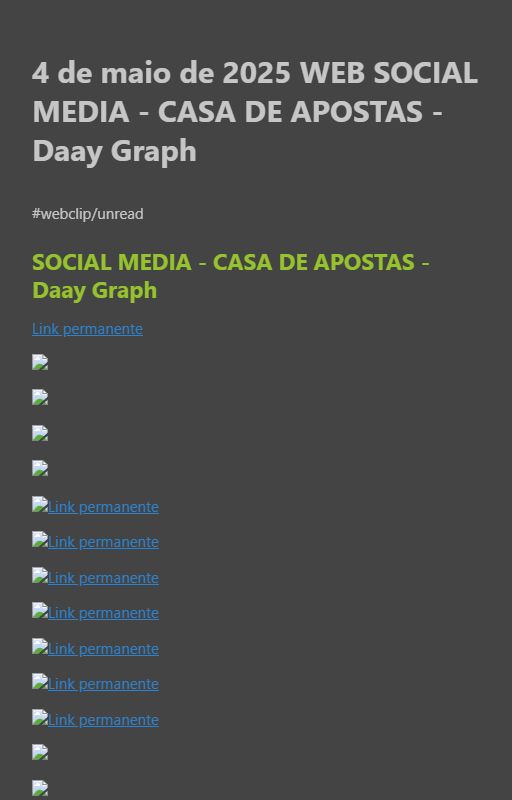 4 de maio de 2025 WEB SOCIAL
MEDIA - CASA DE APOSTAS -
Daay Graph
#webclip/unread
SOCIAL MEDIA - CASA DE APOSTAS -
Daay Graph
Link permanente
Link permanente
Link permanente
Link permanente
Link permanente
Link permanente
Link permanente
Link permanente